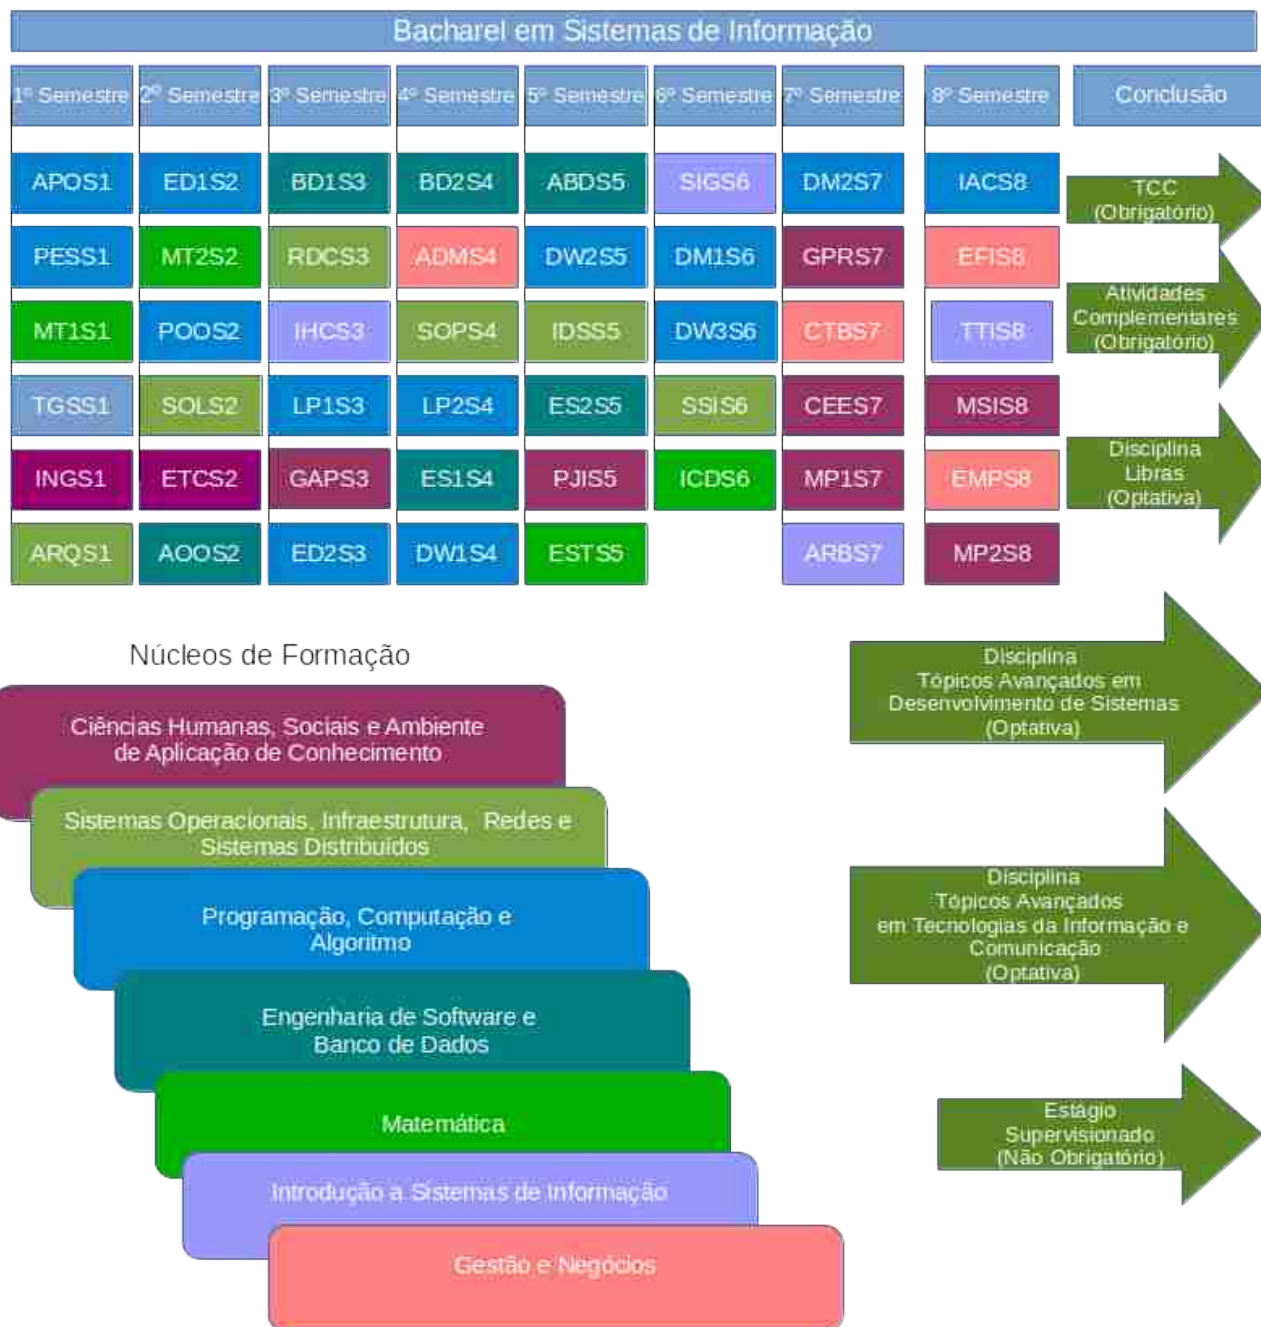 Bacharel em Sistemas de Informação
1º Semestre 2º Semestre 3º Semestre 4º Semestre 5º Semestre 6º Semestre 7º Semestre 8º Semestre Conclusão
APOS1 ED1S2 BD1S3 BD2S4 ABDS5 SIGS6 DM2S7 IACS8
PESS1 MT2S2 RDCS3 ADMS4 DW2S5 DM1S6 GPRS7 EFIS8
MT1S1 POOS2 IHCS3 SOPS4 IDSS5 DW3S6 CTBS7 TTIS8
TGSS1 SOLS2 LP1S3 LP2S4 ES2S5 SSIS6 CEES7 MSIS8
INGS1 ETCS2 GAPS3 ES1S4 PJIS5 ICDS6 MP1S7 EMPS8
ARQS1 AOOS2 ED2S3 DW1S4 ESTS5 ARBS7 MP2S8
TCC
(Obrigatório)
Atividades
Complementares
(Obrigatório)
Disciplina
Libras
(Optativa)
Núcleos de Formação
Ciências Humanas, Sociais e Ambiente
de Aplicação de Conhecimento
Sistemas Operacionais, Infraestrutura, Redes e
Sistemas Distribuídos
Programação, Computação e
Algoritmo
Engenharia de Software e
Banco de Dados
Matemática
Introdução a Sistemas de Informação
Gestão e Negócios
Disciplina
Tópicos Avançados em
Desenvolvimento de Sistemas
(Optativa)
Disciplina
Tópicos Avançados
em Tecnologias da Informação e
Comunicação
(Optativa)
Estágio
Supervisionado
(Não Obrigatório)